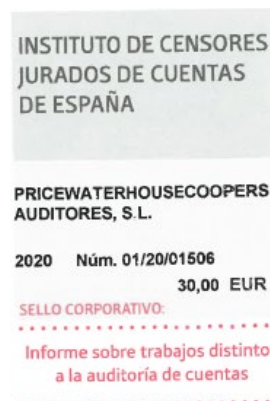 INSTITUTO DE CENSORES
JURADOS DE CUENTAS
DE ESPAÑA
PRICEWATERHOUSECOOPERS
AUDITORES, S.L.
2020 Núm. 01/20/01506
30,00 EUR
SELLO CORPORATIVO:
Informe sobre trabajos distinto
a la auditoría de cuentas